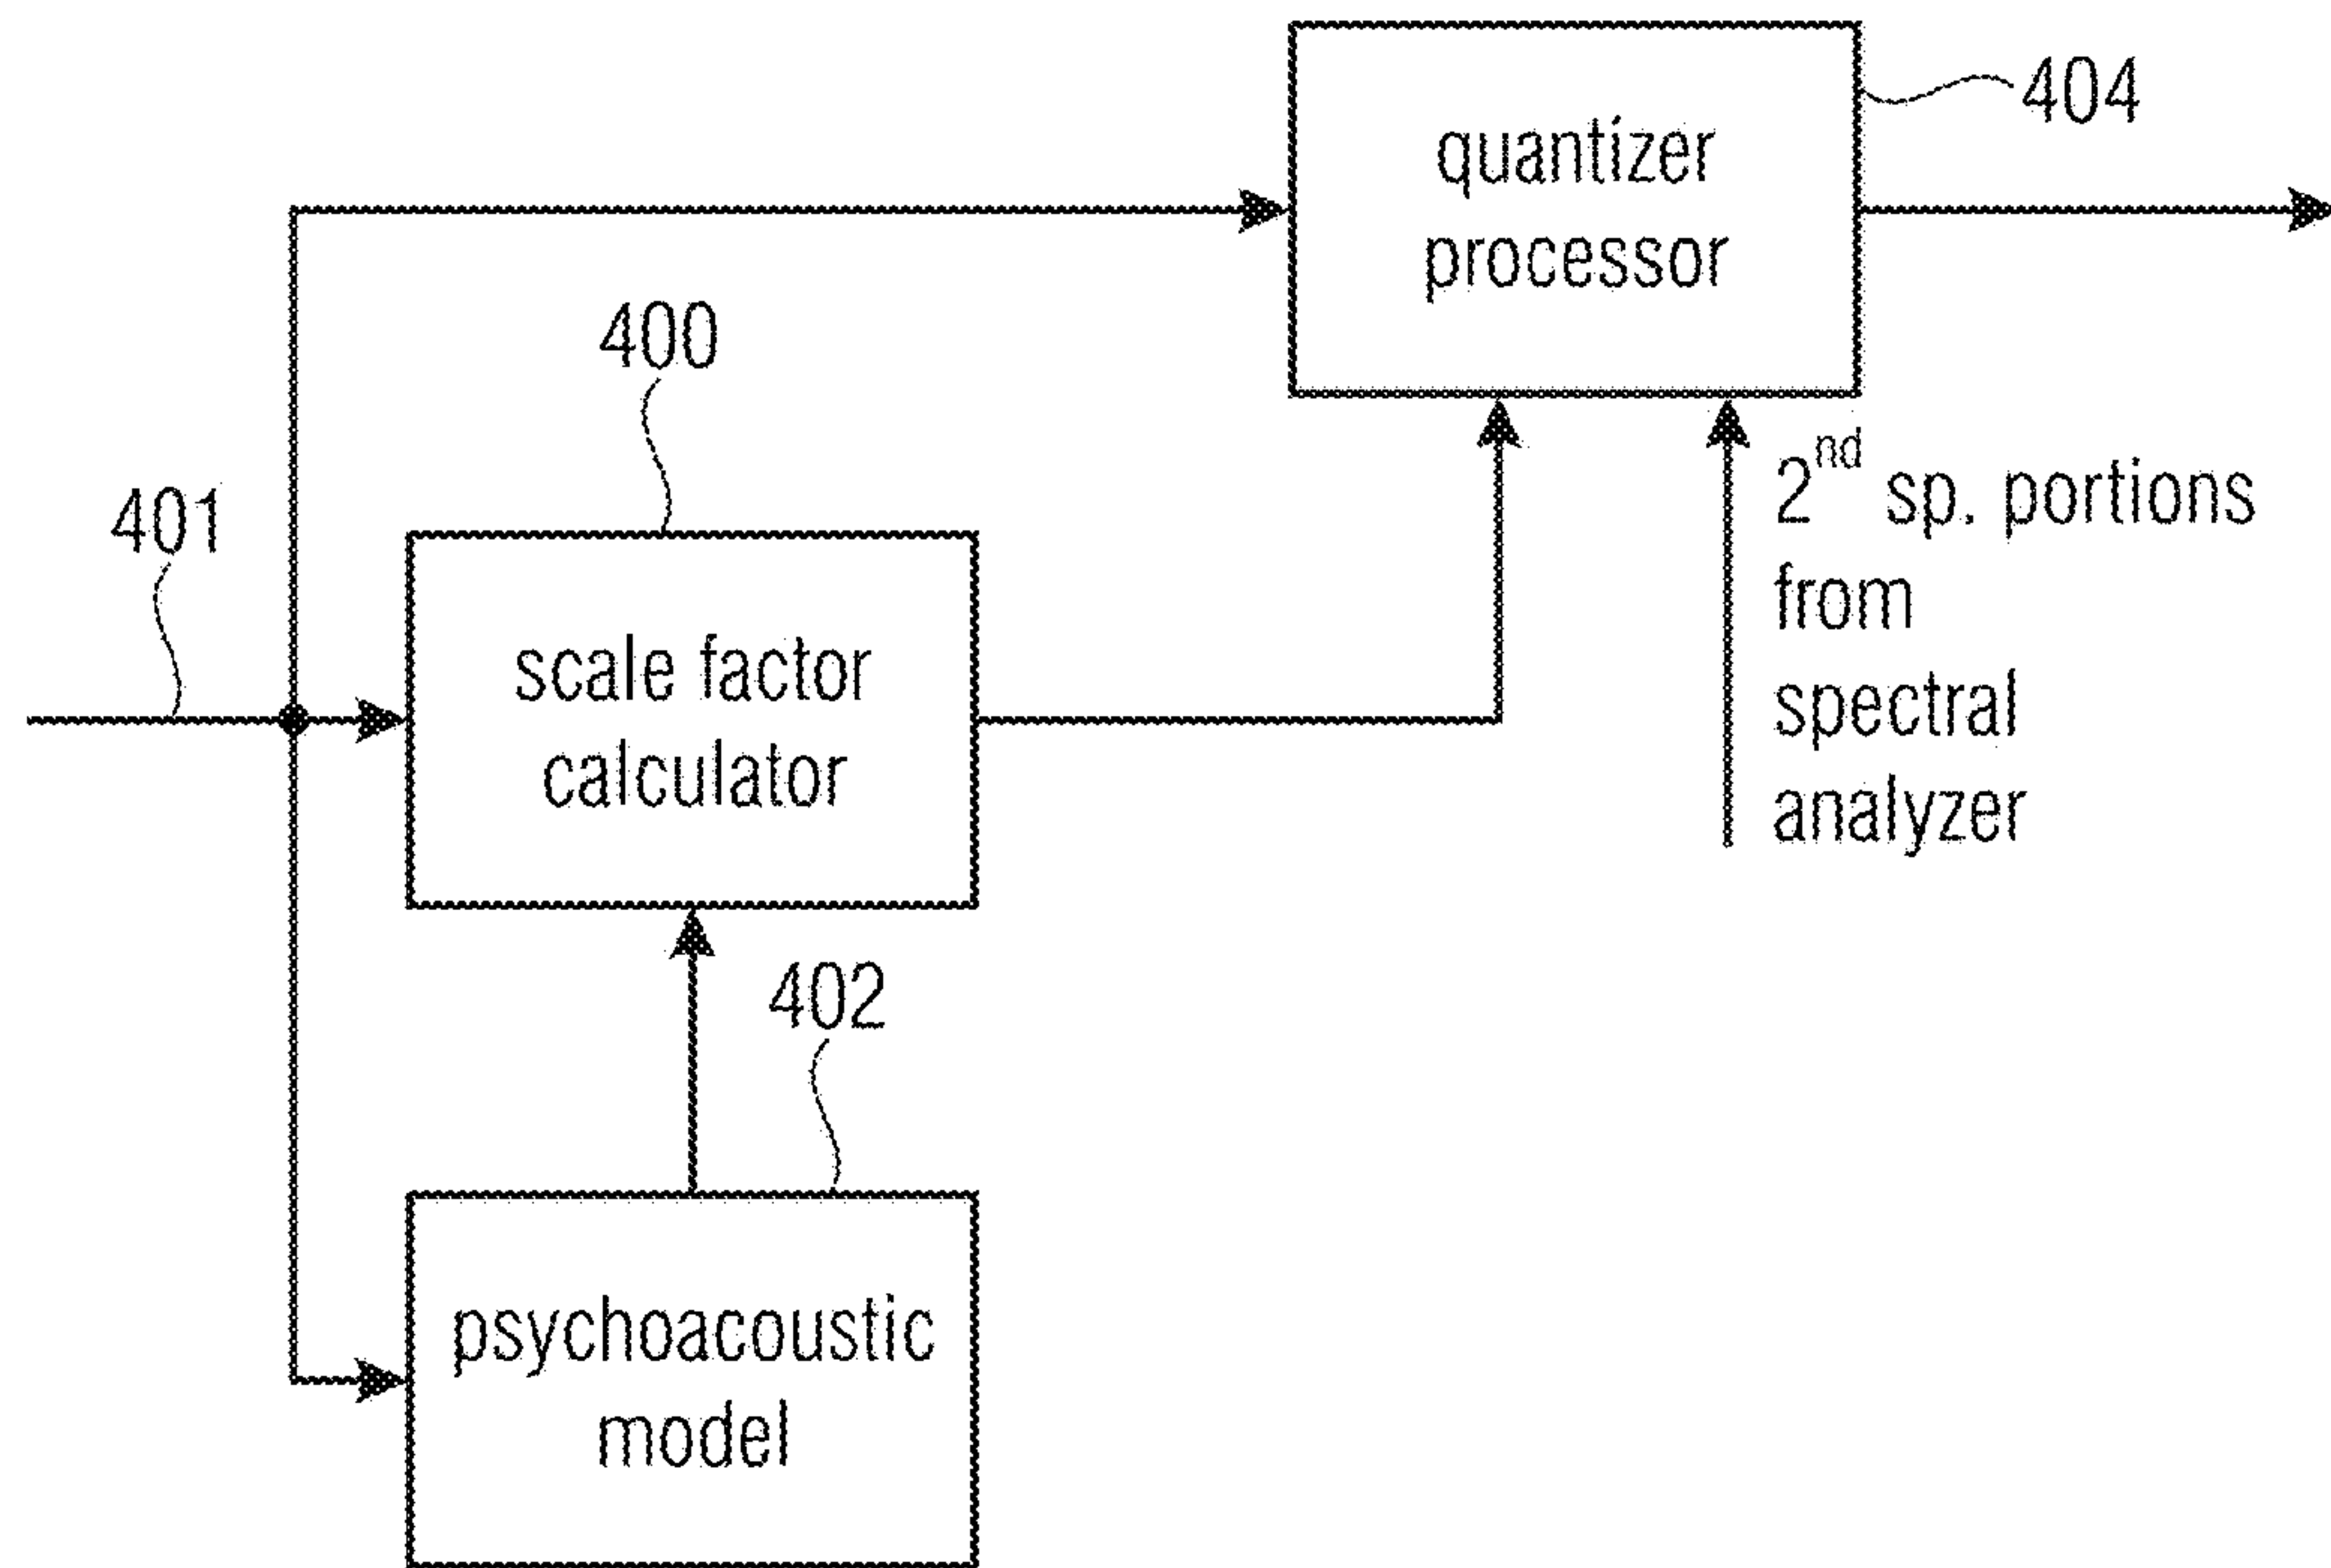 404
quantizer
processor
400
2nd sp. portions
from
spectral
analyzer
401
scale factor
calculator
402
psychoacoustic
model